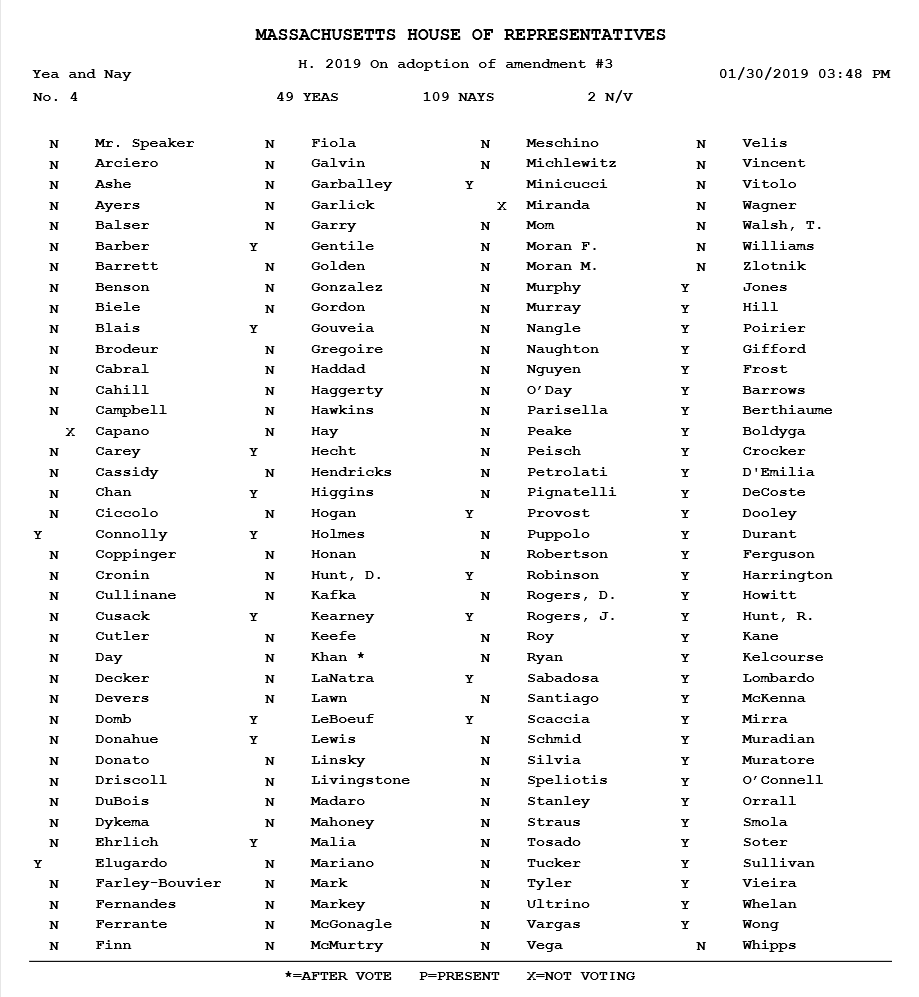 MASSACHUSETTS HOUSE OF REPRESENTATIVES
H. 2019 On adoption of amendment #3
Yea and Nay 01/30/2019 03:48 PM
No. 4 49 YEAS 109 NAYS 2 N/V
N Mr. Speaker N Fiola N Meschino N Velis
N Arciero N Galvin N Michlewitz N Vincent
N Ashe N Garballey Y Minicucci N Vitolo
N Ayers N Garlick X Miranda N Wagner
N Balser N Garry N Mom N Walsh, T.
N Barber Y Gentile N Moran F. N Williams
N Barrett N Golden N Moran M. N Zlotnik
N Benson N Gonzalez N Murphy Y Jones
N Biele N Gordon N Murray Y Hill
N Blais Y Gouveia N Nangle Y Poirier
N Brodeur N Gregoire N Naughton Y Gifford
N Cabral N Haddad N Nguyen Y Frost
N Cahill N Haggerty N O'Day Y Barrows
N Campbell N Hawkins N Parisella Y Berthiaume
X Capano N Hay N Peake Y Boldyga
N Carey Y Hecht N Peisch Y Crocker
N Cassidy N Hendricks N Petrolati Y D'Emilia
N Chan Y Higgins N Pignatelli Y DeCoste
N Ciccolo N Hogan Y Provost Y Dooley
Y Connolly Y Holmes N Puppolo Y Durant
N Coppinger N Honan N Robertson Y Ferguson
N Cronin N Hunt, D. Y Robinson Y Harrington
N Cullinane N Kafka N Rogers, D. Y Howitt
N Cusack Y Kearney Y Rogers, J. Y Hunt, R.
N Cutler N Keefe N Roy Y Kane
N Day N Khan * N Ryan Y Kelcourse
N Decker N LaNatra Y Sabadosa Y Lombardo
N Devers N Lawn N Santiago Y McKenna
N Domb Y LeBoeuf Y Scaccia Y Mirra
N Donahue Y Lewis N Schmid Y Muradian
N Donato N Linsky N Silvia Y Muratore
N Driscoll N Livingstone N Speliotis Y O'Connell
N DuBois N Madaro N Stanley Y Orrall
N Dykema N Mahoney N Straus Y Smola
N Ehrlich Y Malia N Tosado Y Soter
Y Elugardo N Mariano N Tucker Y Sullivan
N Farley-Bouvier N Mark N Tyler Y Vieira
N Fernandes N Markey N Ultrino Y Whelan
N Ferrante N McGonagle N Vargas Y Wong
N Finn N McMurtry N Vega N Whipps
*=AFTER VOTE P=PRESENT X=NOT VOTING